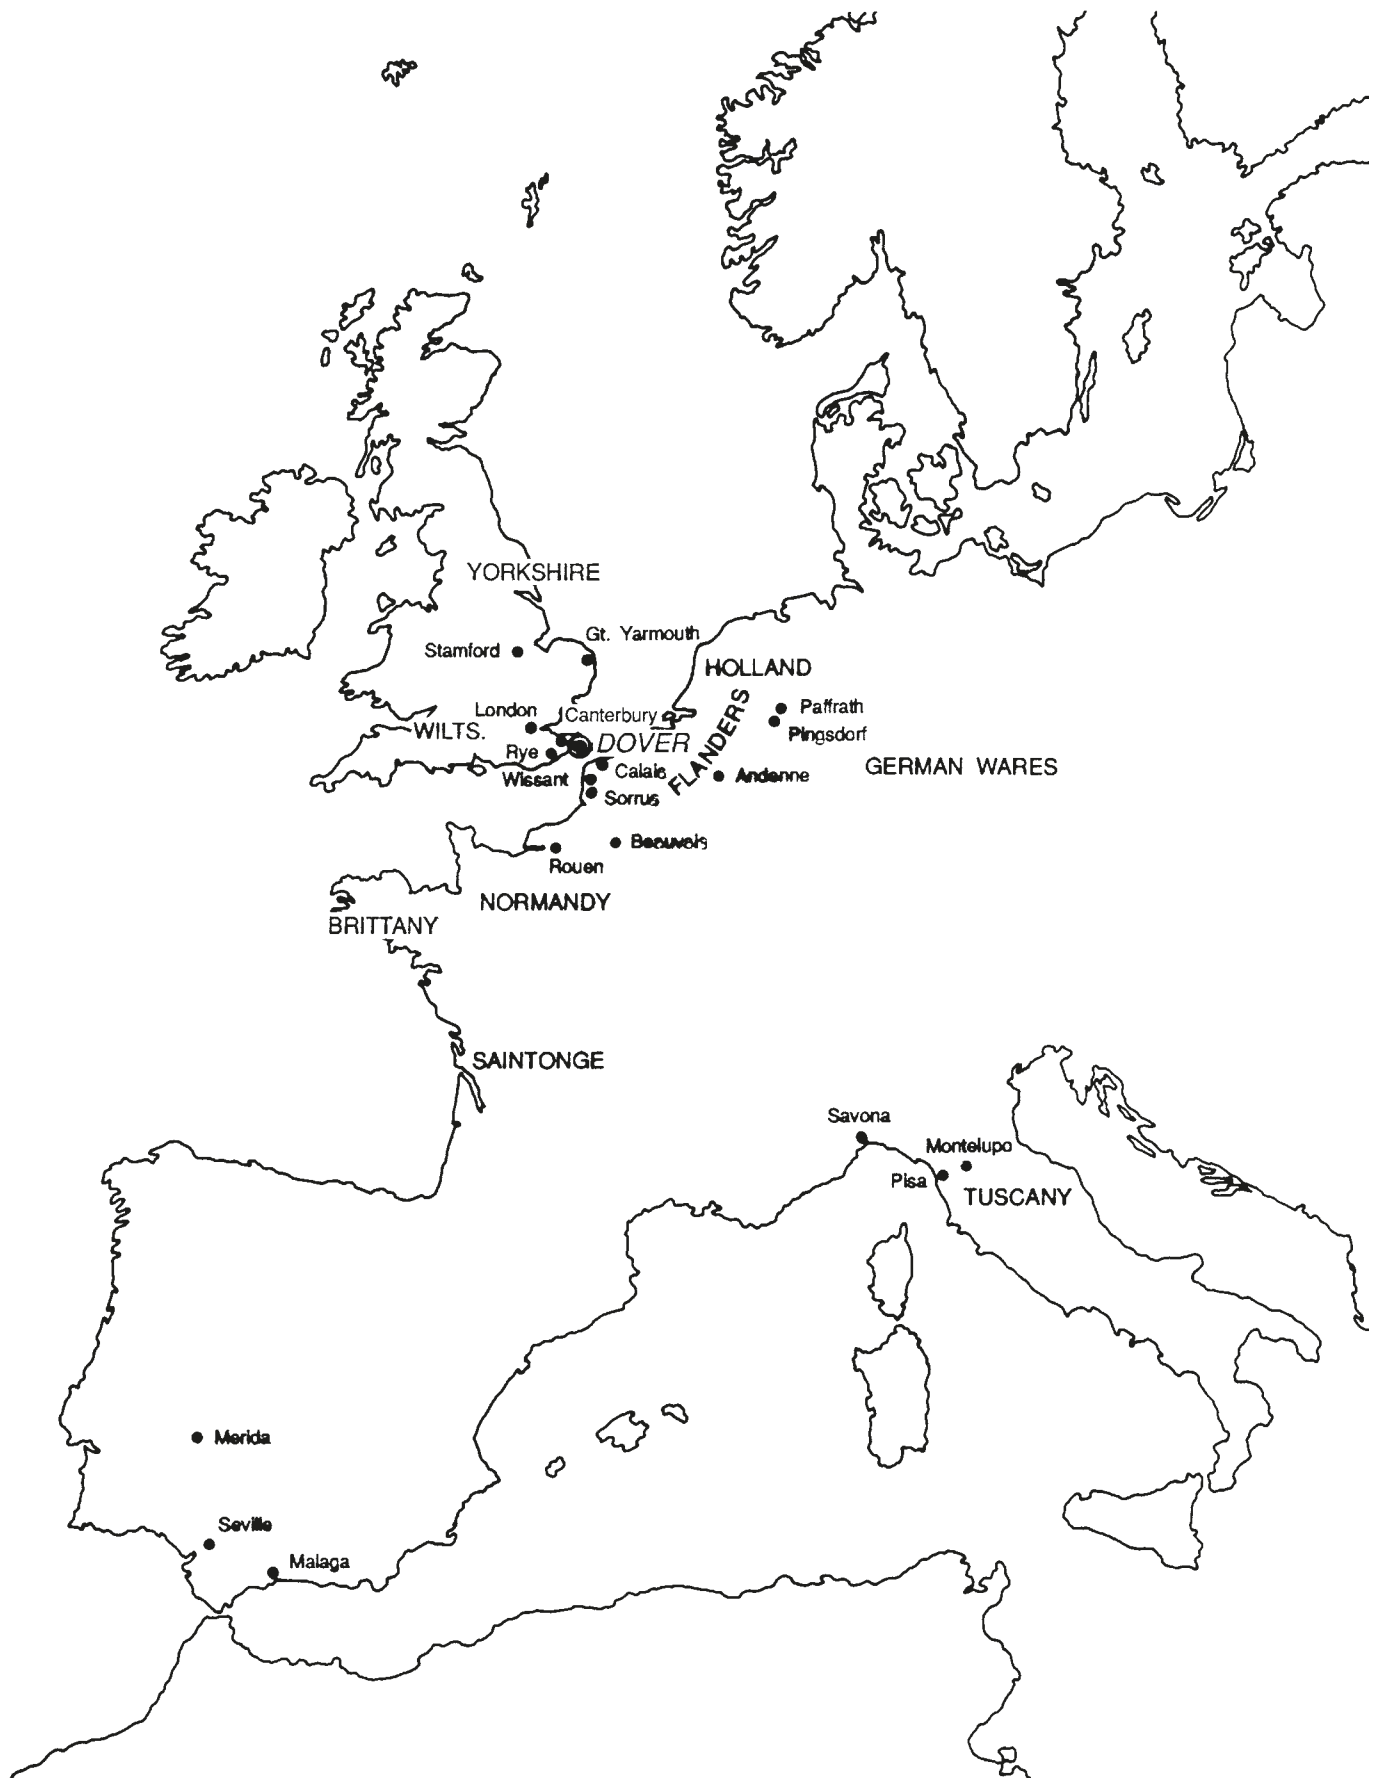 YORKSHIRE
Gt. Yarmouth
Stamford
HOLLAND
FLANDERS
Paffrath
London
Canterbury
WILTS.
Pingsdorf
DOVER
Rye
GERMAN WARES
Calais
Wissant
Andenne
Sorrus
Beauvais
Rouen
NORMANDY
BRITTANY
SAINTONGE
Savona
Montelupo
Pisa
TUSCANY
Merida
Seville
Malaga